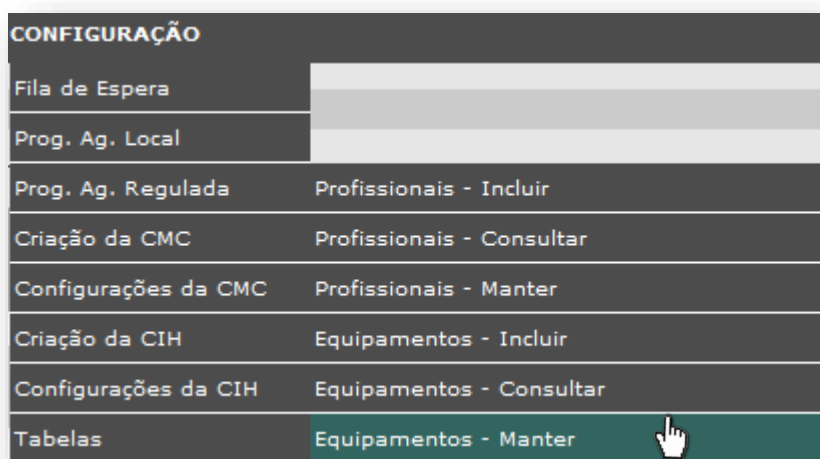 CONFIGURAÇÃO
Fila de Espera
Prog. Ag. Local
Prog. Ag. Regulada Profissionais - Incluir
Criação da CMC Profissionais - Consultar
Configurações da CMC Profissionais - Manter
Criação da CIH Equipamentos - Incluir
Configurações da CIH Equipamentos - Consultar
Tabelas Equipamentos - Manter